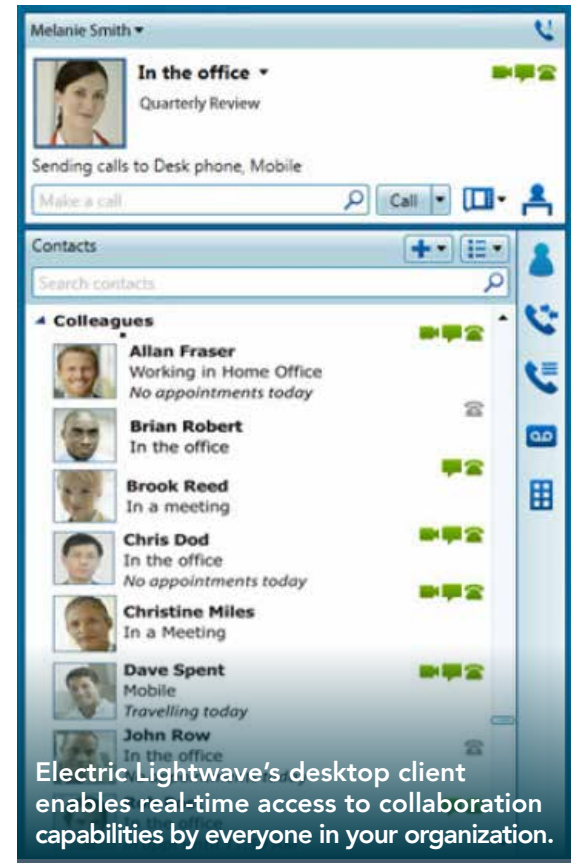 Melanie Smith
In the office
Quarterly Review
Sending calls to Desk phone, Mobile
Make a call
Call
Contacts
Search contacts
Colleagues
Allan Fraser
Working in Home Office
No appointments today
Brian Robert
In the office
Brook Reed
In a meeting
Chris Dod
In the office
No appointments today
Christine Miles
In a Meeting
Dave Spent
Mobile
Travelling today
John Row
In the office
Electric Lightwave's desktop client
enables real-time access to collaboration
capabilities by everyone in your organization.